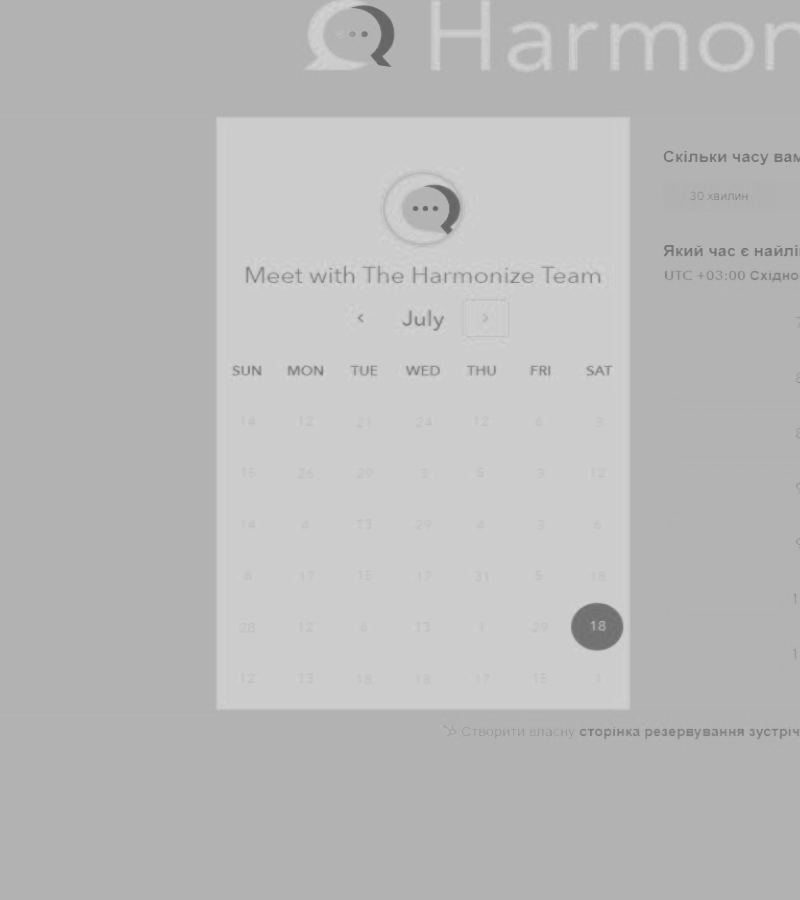 Harmon
Meet with The Harmonize Team
July
SUN MON TUE WED THU FRI SAT
14 12 21 24 12 6 3
15 26 29 3 5 3 12
14 4 13 29 4 3 6
8 17 15 17 31 5 18
28 12 6 13 1 29 18
12 13 18 18 17 15 1
Скільки часу вам
30 хвилин
Який час є найлі
UTC +03:00 Східно
Створити власну сторінка резервування зустріч